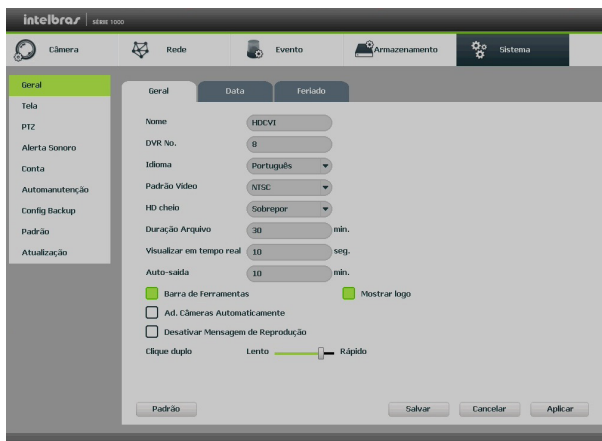 intelbras SÉRIE 1000
Câmera Rede Evento Armazenamento Sistema
Geral
Tela
PTZ
Alerta Sonoro
Conta
Automanutenção
Config Backup
Padrão
Atualização
Geral Data Feriado
Nome HDCVI
DVR No. 8
Idioma Português
Padrão Vídeo NTSC
HD cheio Sobrepor
Duração Arquivo 30 min.
Visualizar em tempo real 10 seg.
Auto-saida 10 min.
Barra de Ferramentas Mostrar logo
Ad. Câmeras Automaticamente
Desativar Mensagem de Reprodução
Clique duplo Lento Rápido
Padrão Salvar Cancelar Aplicar